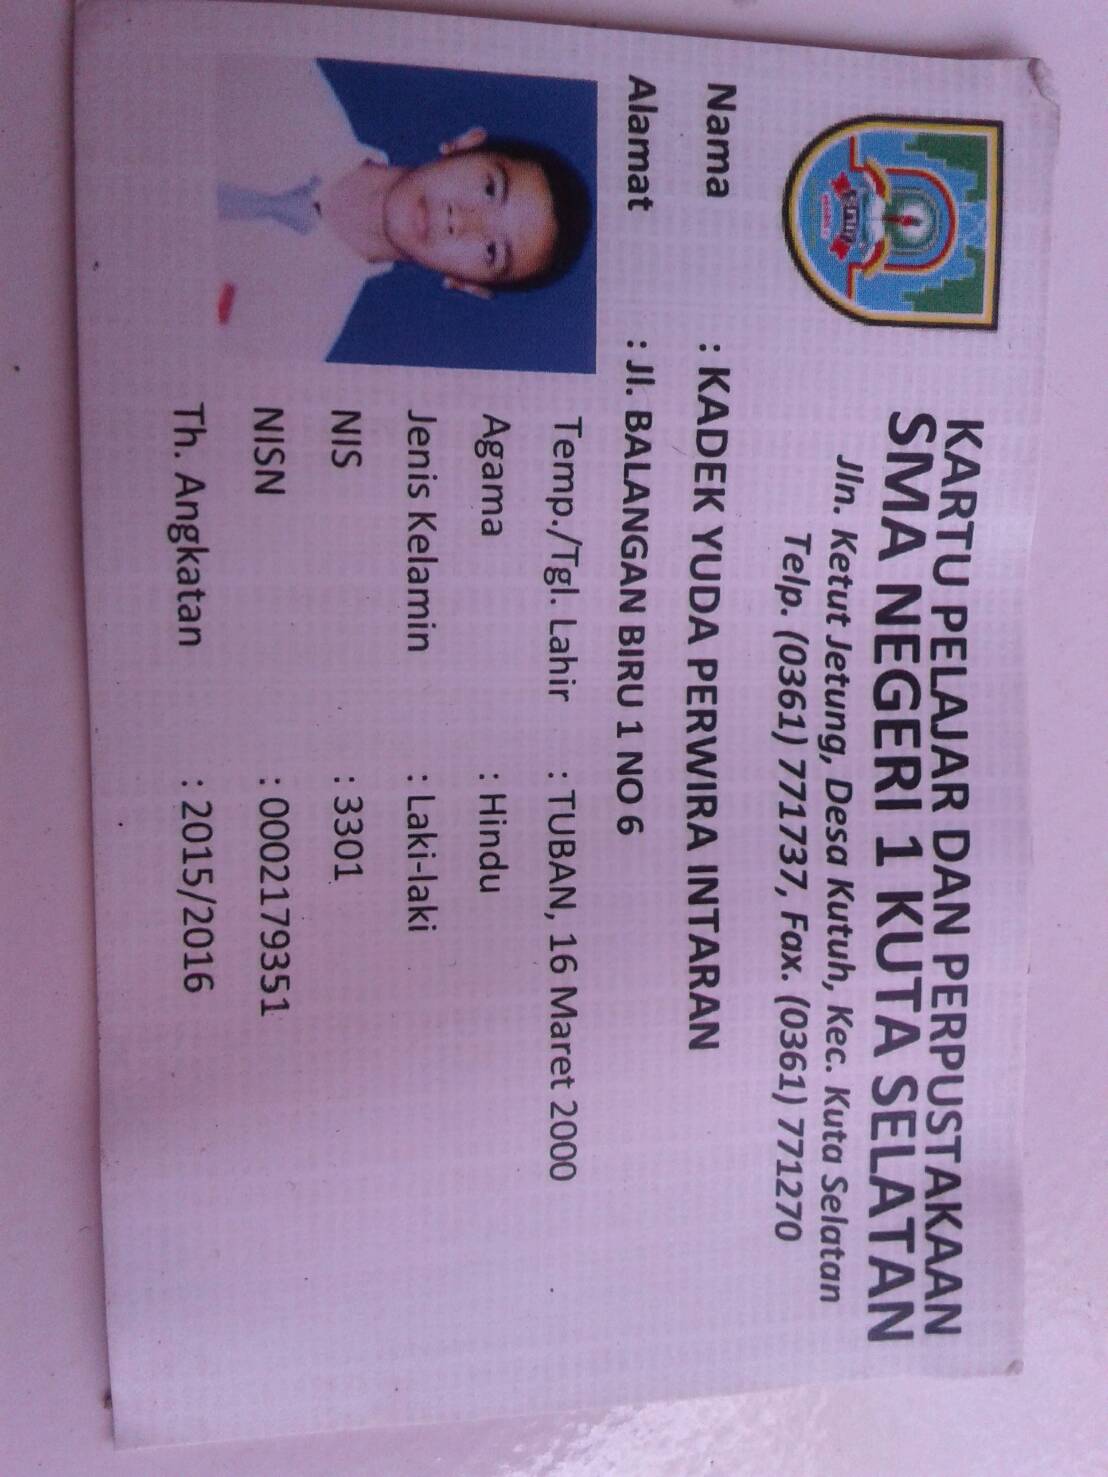 KARTU PELAJAR DAN PERPUSTAKAAN
SMA NEGERI 1 KUTA SELATAN
Jln. Ketut Jetung, Desa Kutuh, Kec. Kuta Selatan
Telp. (0361) 771737, Fax. (0361) 771270
Nama : KADEK YUDA PERWIRA INTARAN
Alamat : Jl. BALANGAN BIRU 1 NO 6
Temp./Tgl. Lahir : TUBAN, 16 Maret 2000
Agama : Hindu
Jenis Kelamin : Laki-laki
NIS : 3301
NISN : 0002179351
Th. Angkatan : 2015/2016